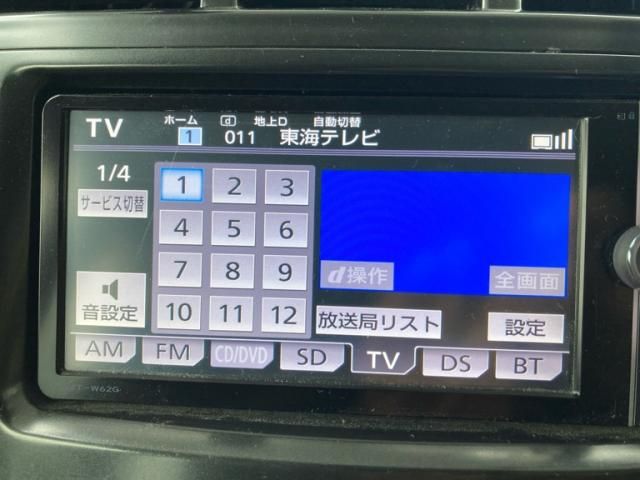 TV ホーム d 地上D 自動切替
1 011 東海テレビ
1/4
サービス切替
1 2 3
4 5 6
7 8 9
10 11 12
d操作 全画面
音設定
放送局リスト 設定
AM FM CD/DVD SD TV DS BT
-W62G